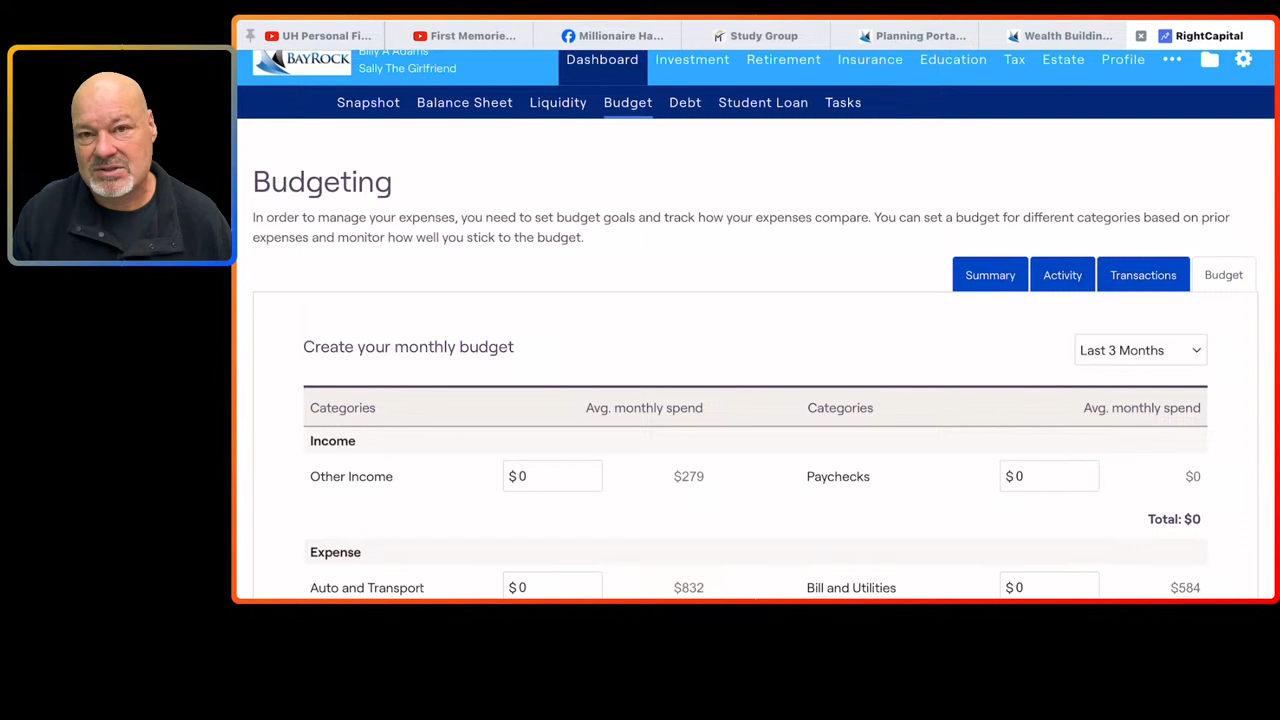 UH Personal Fi...
First Memorie...
Millionaire Ha...
Study Group
Planning Porta...
Wealth Buildin...
RightCapital
BAYROCK
Billy A Adams
Sally The Girlfriend
Dashboard
Investment
Retirement
Insurance
Education
Tax
Estate
Profile
Snapshot
Balance Sheet
Liquidity
Budget
Debt
Student Loan
Tasks
Budgeting
In order to manage your expenses, you need to set budget goals and track how your expenses compare. You can set a budget for different categories based on prior
expenses and monitor how well you stick to the budget.
Summary
Activity
Transactions
Budget
Create your monthly budget
Last 3 Months
Categories Avg. monthly spend Categories Avg. monthly spend
Income
Other Income $ 0 $279 Paychecks $ 0 $0
Total: $0
Expense
Auto and Transport $ 0 $832 Bill and Utilities $ 0 $584